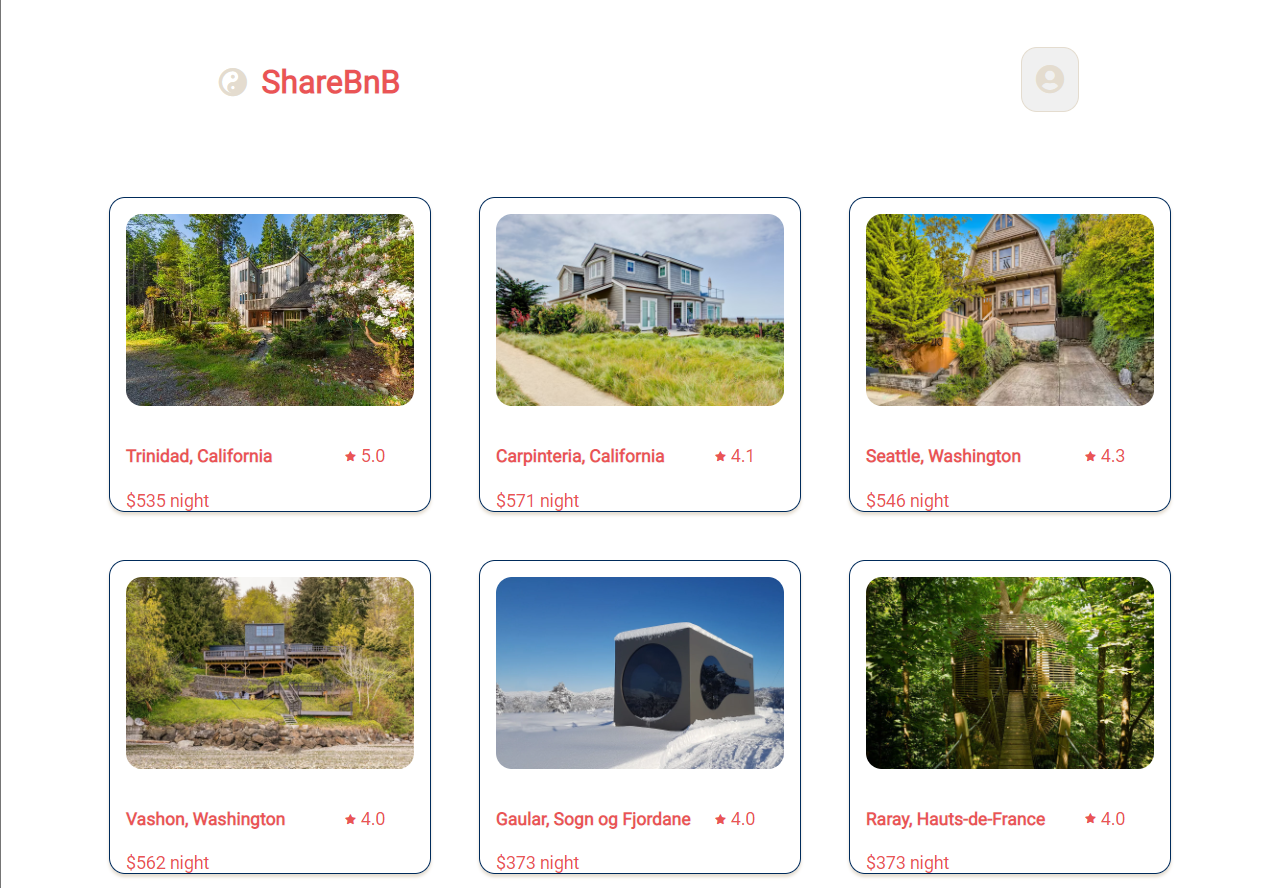 ShareBnB
Trinidad, California ★ 5.0
$535 night
Carpinteria, California ★ 4.1
$571 night
Seattle, Washington ★ 4.3
$546 night
Vashon, Washington ★ 4.0
$562 night
Gaular, Sogn og Fjordane ★ 4.0
$373 night
Raray, Hauts-de-France ★ 4.0
$373 night